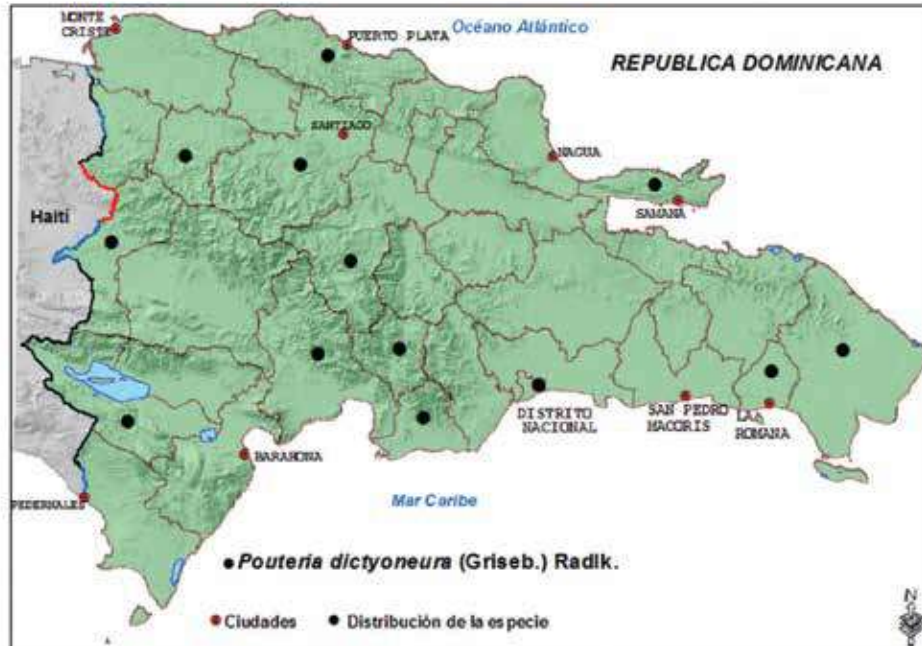 MONTE
CRISTI
PUERTO PLATA
Océano Atlántico
REPUBLICA DOMINICANA
SANTIAGO
NAGUA
SAMANA
Haití
DISTRITO
NACIONAL
SAN PEDRO
MACORIS
LA
ROMANA
BARAHONA
PEDERNALES
Mar Caribe
Pouteria dictyoneura (Griseb.) Radlk.
Ciudades
Distribución de la especie
N